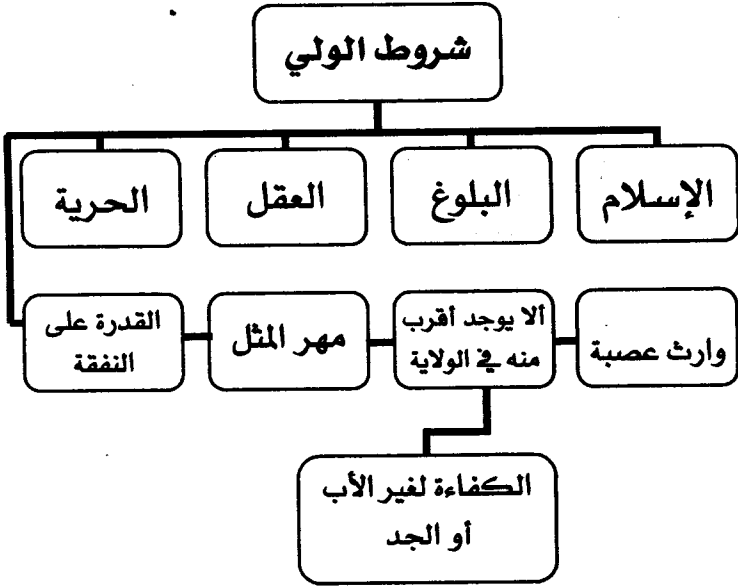 شروط الولي
الإسلام
البلوغ
العقل
الحرية
وارث عصبة
ألا يوجد أقرب
منه في الولاية
مهر المثل
القدرة على
النفقة
الكفاءة لغير الأب
أو الجد